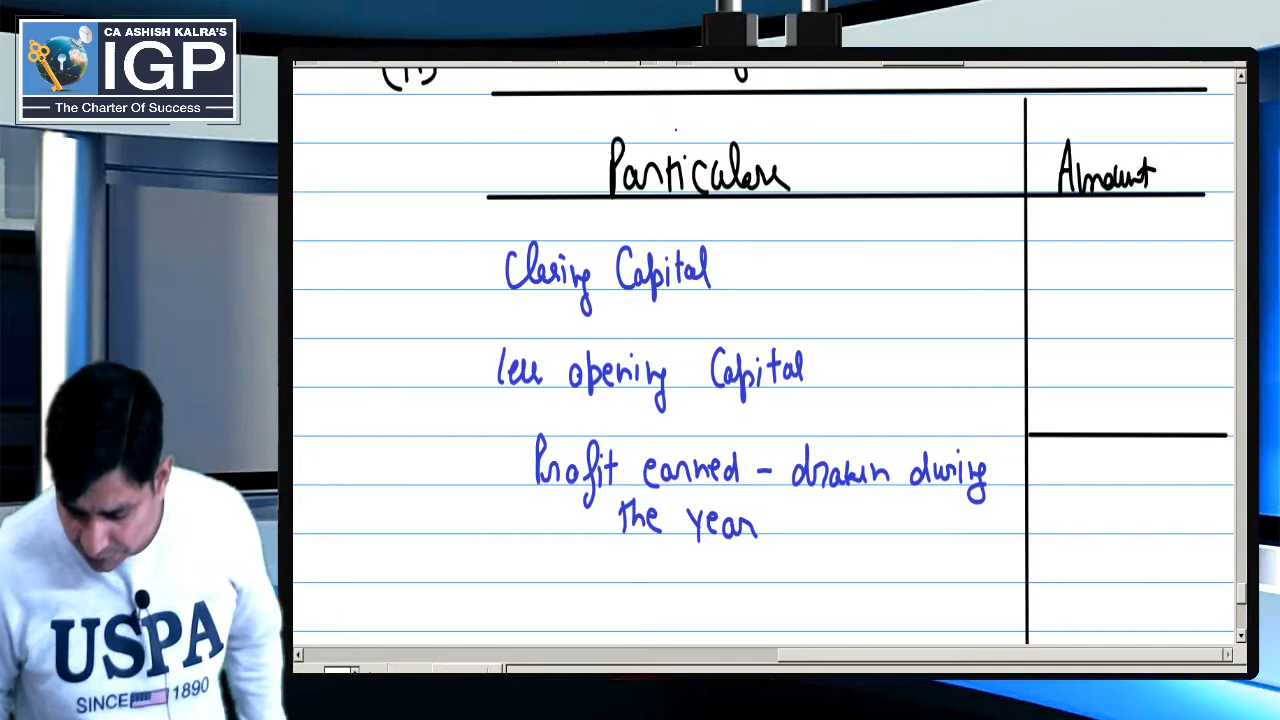 CA ASHISH KALRA'S
IGP
The Charter Of Success
(11)
Particulars Amount
Closing Capital
less opening Capital
Profit earned - drawn during
the year
USPA
SINCE 1890